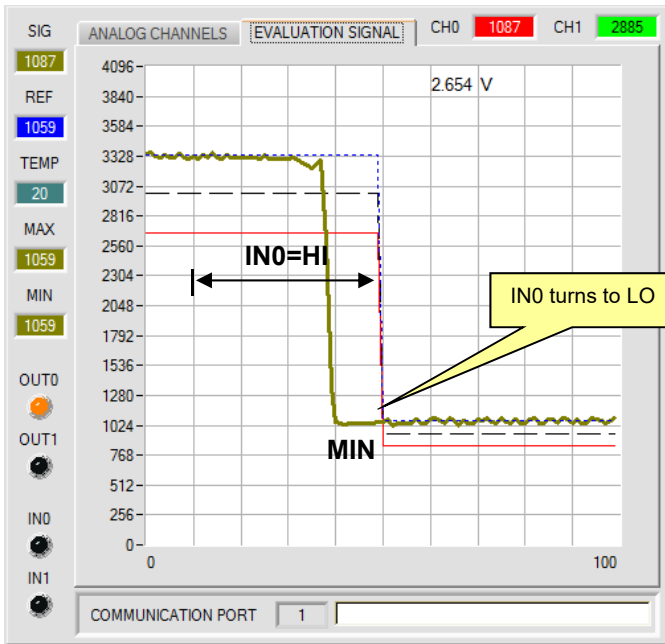 SIG
ANALOG CHANNELS
EVALUATION SIGNAL
CH0
1087
CH1
2885
1087
REF
1059
TEMP
20
MAX
1059
MIN
1059
OUT0
OUT1
IN0
IN1
2.654 V
4096
3840
3584
3328
3072
2816
2560
2304
2048
1792
1536
1280
1024
768
512
256
0
IN0=HI
IN0 turns to LO
MIN
0
100
COMMUNICATION PORT
1